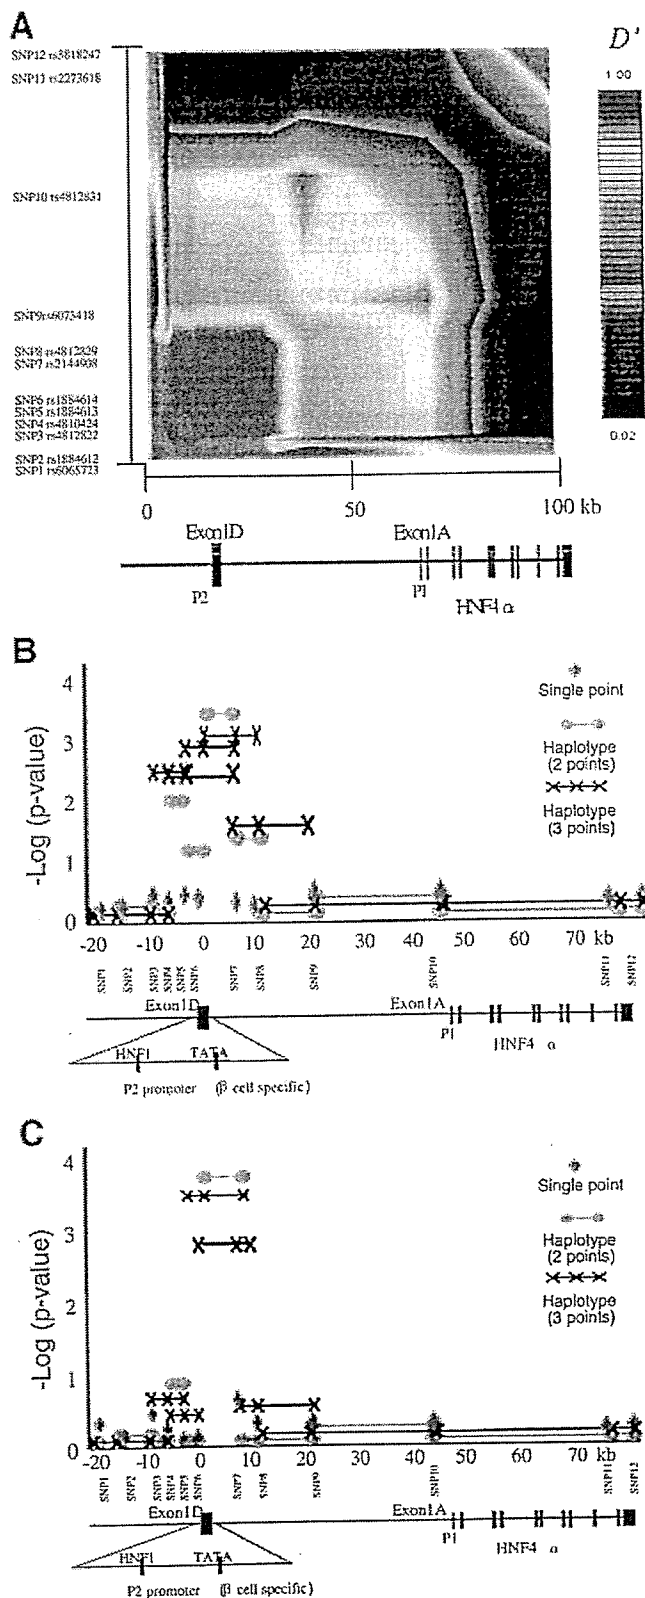 A
D'
SNP12 rs3818247
SNP11 rs2273618
1.00
SNP10 rs4812831
SNP9 rs6073418
SNP8 rs4812829
SNP7 rs2144908
SNP6 rs1884614
SNP5 rs1884613
SNP4 rs4810424
SNP3 rs4812822
0.02
SNP2 rs1884612
SNP1 rs6065723
0 50 100 kb
Exon1D Exon1A
P2 P1
HNF4 α
B
-Log (p-value)
4
3
2
1
0
Single point
Haplotype
(2 points)
Haplotype
(3 points)
-20 -10 0 10 20 30 40 50 60 70 kb
SNP1 SNP2 SNP3 SNP4 SNP5 SNP6 SNP7 SNP8 SNP9 SNP10 SNP11 SNP12
Exon1D Exon1A
P1 HNF4 α
HNF1 TATA
P2 promoter (β cell specific)
C
-Log (p-value)
4
3
2
1
0
Single point
Haplotype
(2 points)
Haplotype
(3 points)
-20 -10 0 10 20 30 40 50 60 70 kb
SNP1 SNP2 SNP3 SNP4 SNP5 SNP6 SNP7 SNP8 SNP9 SNP10 SNP11 SNP12
Exon1D Exon1A
P1 HNF4 α
HNF1 TATA
P2 promoter (β cell specific)